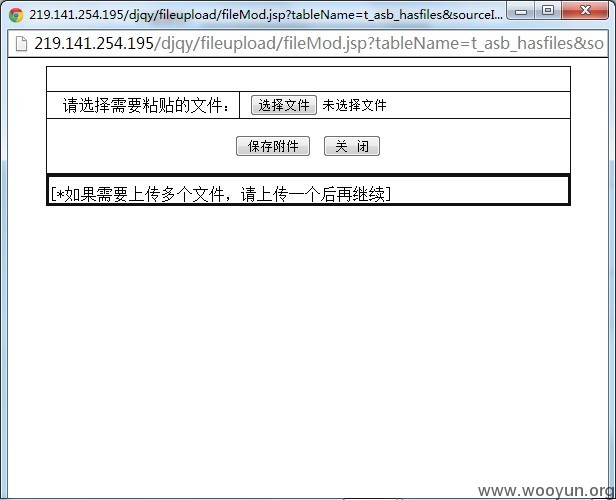 219.141.254.195/djqy/fileupload/fileMod.jsp?tableName=t_asb_hasfiles&sourceI...
219.141.254.195/djqy/fileupload/fileMod.jsp?tableName=t_asb_hasfiles&so
请选择需要粘贴的文件： 选择文件 未选择文件
保存附件 关 闭
[*如果需要上传多个文件，请上传一个后再继续]
www.wooyun.org